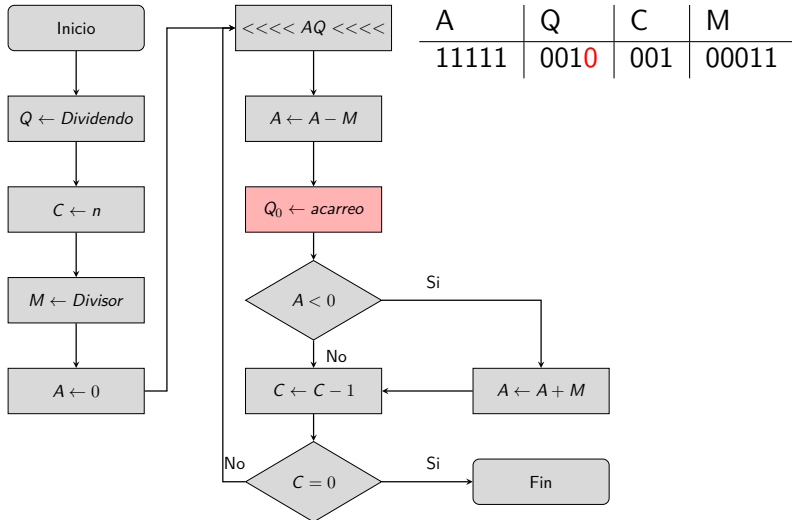 Inicio
Q ← Dividendo
C ← n
M ← Divisor
A ← 0
<<<< AQ <<<<
A ← A − M
Q₀ ← acarreo
A < 0
Si
No
C ← C − 1
A ← A + M
C = 0
No
Si
Fin
A Q C M
11111 0010 001 00011